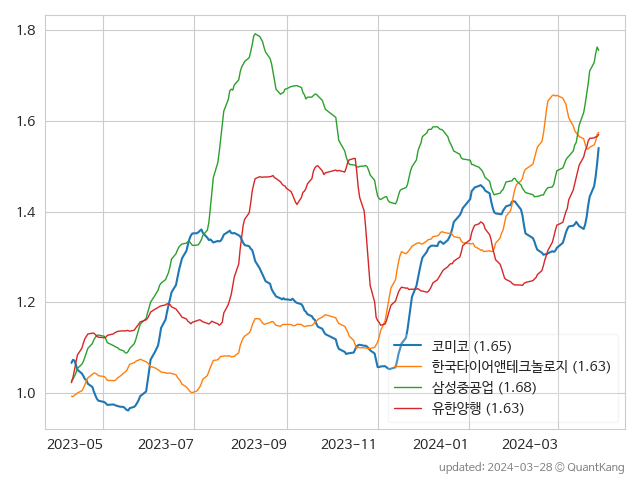 1.8
1.6
1.4
1.2
1.0
코미코 (1.65)
한국타이어앤테크놀로지 (1.63)
삼성중공업 (1.68)
유한양행 (1.63)
2023-05 2023-07 2023-09 2023-11 2024-01 2024-03
updated: 2024-03-28 © QuantKang